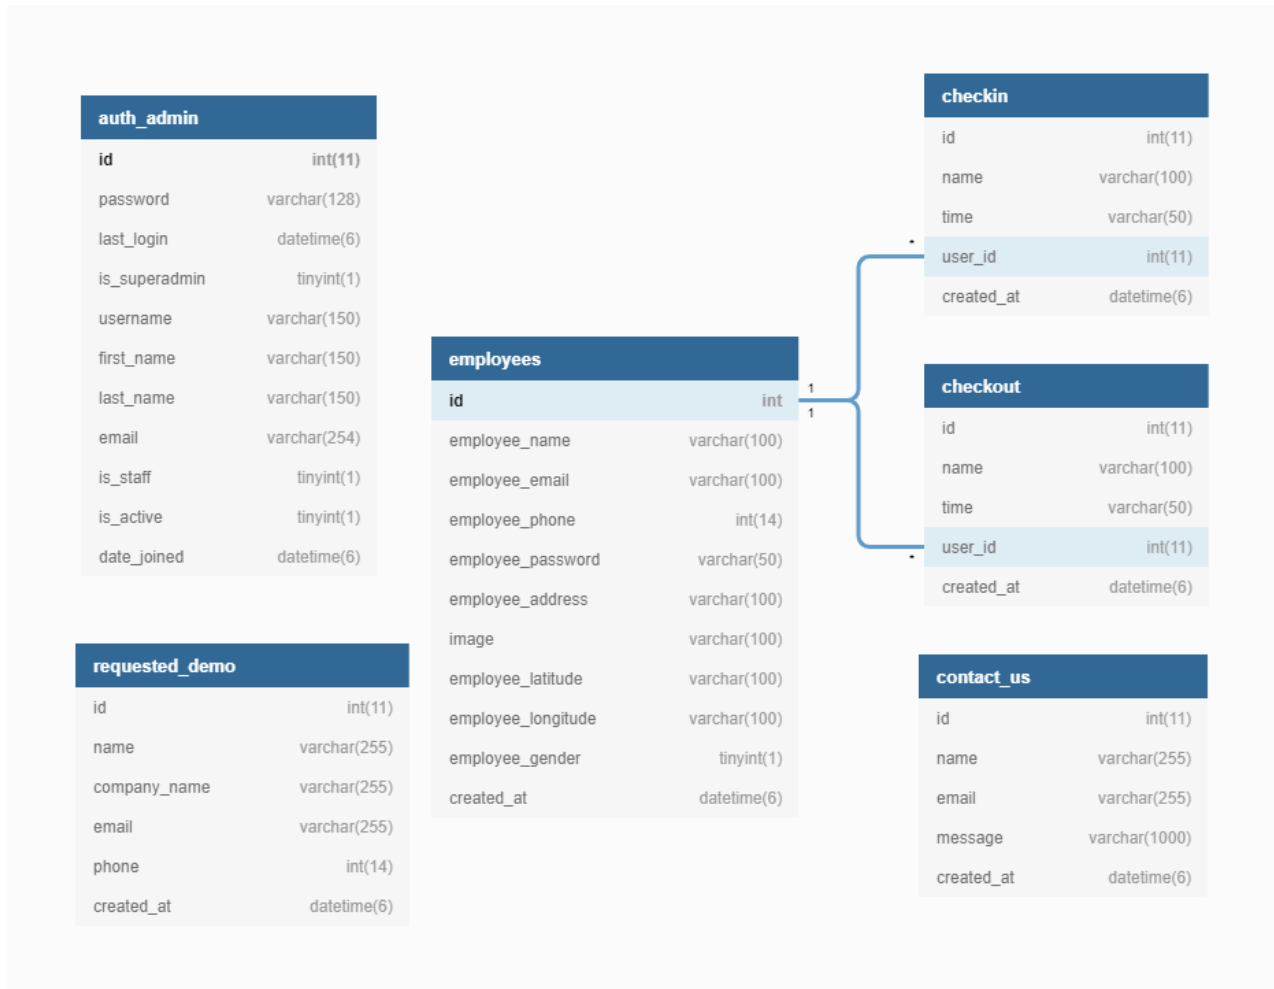 auth_admin
id int(11)
password varchar(128)
last_login datetime(6)
is_superadmin tinyint(1)
username varchar(150)
first_name varchar(150)
last_name varchar(150)
email varchar(254)
is_staff tinyint(1)
is_active tinyint(1)
date_joined datetime(6)
requested_demo
id int(11)
name varchar(255)
company_name varchar(255)
email varchar(255)
phone int(14)
created_at datetime(6)
employees
id int
employee_name varchar(100)
employee_email varchar(100)
employee_phone int(14)
employee_password varchar(50)
employee_address varchar(100)
image varchar(100)
employee_latitude varchar(100)
employee_longitude varchar(100)
employee_gender tinyint(1)
created_at datetime(6)
1
1
*
*
checkin
id int(11)
name varchar(100)
time varchar(50)
user_id int(11)
created_at datetime(6)
checkout
id int(11)
name varchar(100)
time varchar(50)
user_id int(11)
created_at datetime(6)
contact_us
id int(11)
name varchar(255)
email varchar(255)
message varchar(1000)
created_at datetime(6)